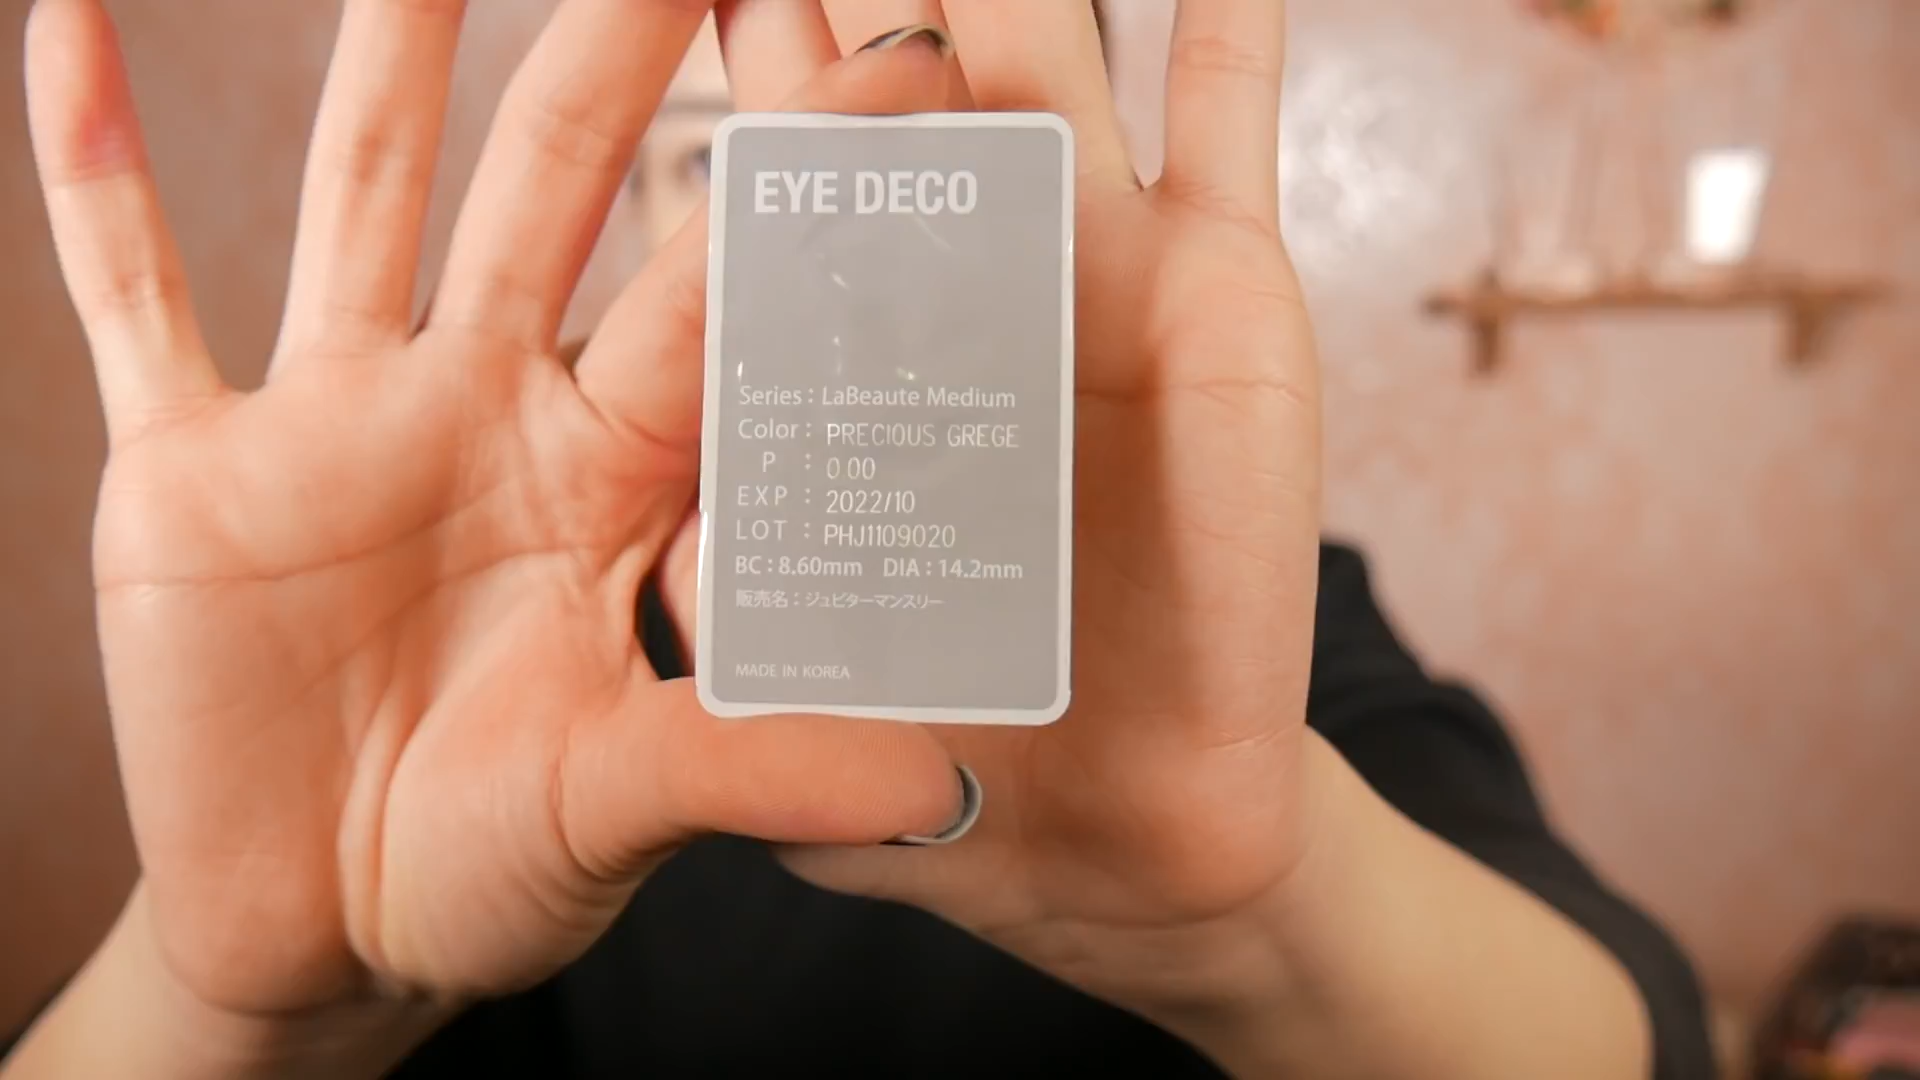 EYE DECO
Series : LaBeaute Medium
Color : PRECIOUS GREGE
P : 0.00
EXP : 2022/10
LOT : PHJ1109020
BC : 8.60mm DIA : 14.2mm
販売名 : ジュピターマンスリー
MADE IN KOREA